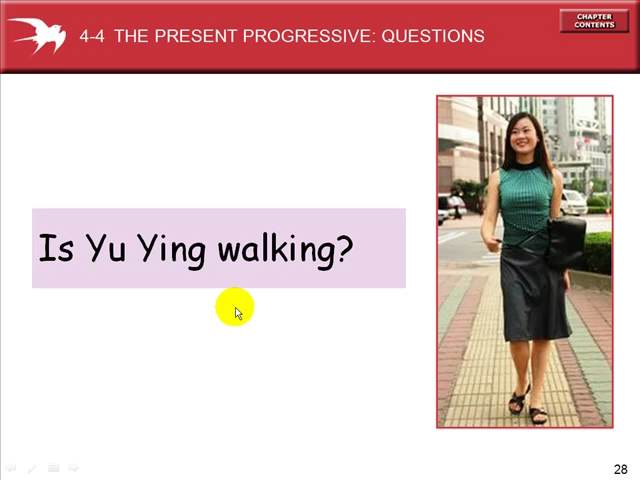 4-4 THE PRESENT PROGRESSIVE: QUESTIONS
CHAPTER
CONTENTS
Is Yu Ying walking?
28